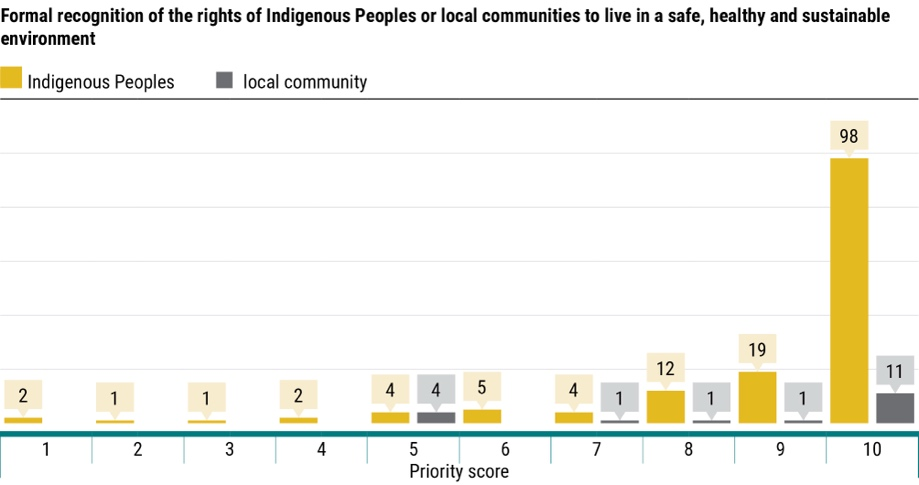 Formal recognition of the rights of Indigenous Peoples or local communities to live in a safe, healthy and sustainable
environment
Indigenous Peoples local community
98
19
12
11
2 1 1 2 4 4 5 4 1 1 1
1 2 3 4 5 6 7 8 9 10
Priority score